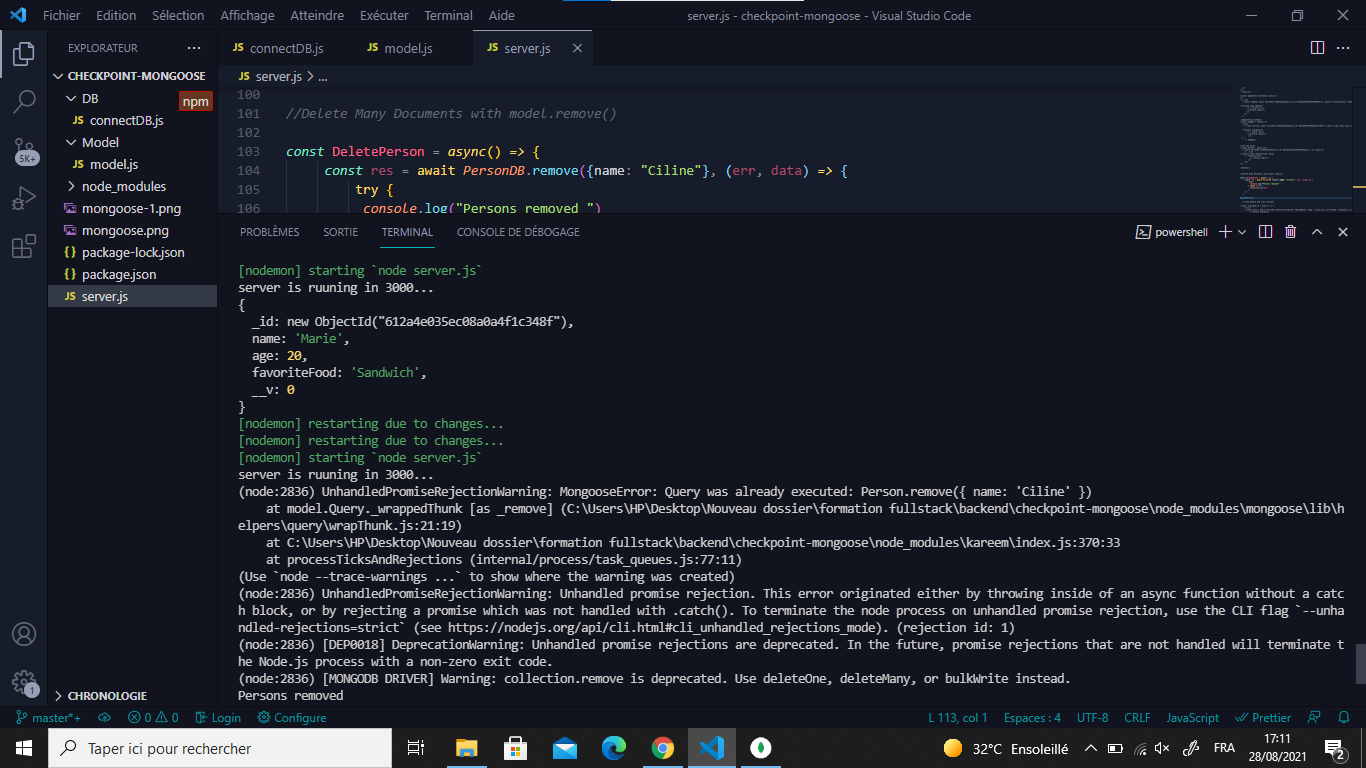 Fichier Edition Sélection Affichage Atteindre Exécuter Terminal Aide
server.js - checkpoint-mongoose - Visual Studio Code
EXPLORATEUR ...
CHECKPOINT-MONGOOSE
DB
npm
JS connectDB.js
Model
JS model.js
node_modules
mongoose-1.png
mongoose.png
{} package-lock.json
{} package.json
JS server.js
CHRONOLOGIE
5K+
1
JS connectDB.js JS model.js JS server.js
JS server.js > ...
100
101 //Delete Many Documents with model.remove()
102
103 const DeletePerson = async() => {
104 const res = await PersonDB.remove({name: "Ciline"}, (err, data) => {
105 try {
106 console.log("Persons removed ")
PROBLÈMES SORTIE TERMINAL CONSOLE DE DÉBOGAGE
powershell
[nodemon] starting `node server.js`
server is ruuning in 3000...
{
_id: new ObjectId("612a4e035ec08a0a4f1c348f"),
name: 'Marie',
age: 20,
favoriteFood: 'Sandwich',
__v: 0
}
[nodemon] restarting due to changes...
[nodemon] restarting due to changes...
[nodemon] starting `node server.js`
server is ruuning in 3000...
(node:2836) UnhandledPromiseRejectionWarning: MongooseError: Query was already executed: Person.remove({ name: 'Ciline' })
at model.Query._wrappedThunk [as _remove] (C:\Users\HP\Desktop\Nouveau dossier\formation fullstack\backend\checkpoint-mongoose\node_modules\mongoose\lib\h
elpers\query\wrapThunk.js:21:19)
at C:\Users\HP\Desktop\Nouveau dossier\formation fullstack\backend\checkpoint-mongoose\node_modules\kareem\index.js:370:33
at processTicksAndRejections (internal/process/task_queues.js:77:11)
(Use `node --trace-warnings ...` to show where the warning was created)
(node:2836) UnhandledPromiseRejectionWarning: Unhandled promise rejection. This error originated either by throwing inside of an async function without a catc
h block, or by rejecting a promise which was not handled with .catch(). To terminate the node process on unhandled promise rejection, use the CLI flag `--unha
ndled-rejections=strict` (see https://nodejs.org/api/cli.html#cli_unhandled_rejections_mode). (rejection id: 1)
(node:2836) [DEP0018] DeprecationWarning: Unhandled promise rejections are deprecated. In the future, promise rejections that are not handled will terminate t
he Node.js process with a non-zero exit code.
(node:2836) [MONGODB DRIVER] Warning: collection.remove is deprecated. Use deleteOne, deleteMany, or bulkWrite instead.
Persons removed
master*+ 0 0 Login Configure
L 113, col 1 Espaces : 4 UTF-8 CRLF JavaScript Prettier
Taper ici pour rechercher
32°C Ensoleillé
FRA
17:11
28/08/2021
2